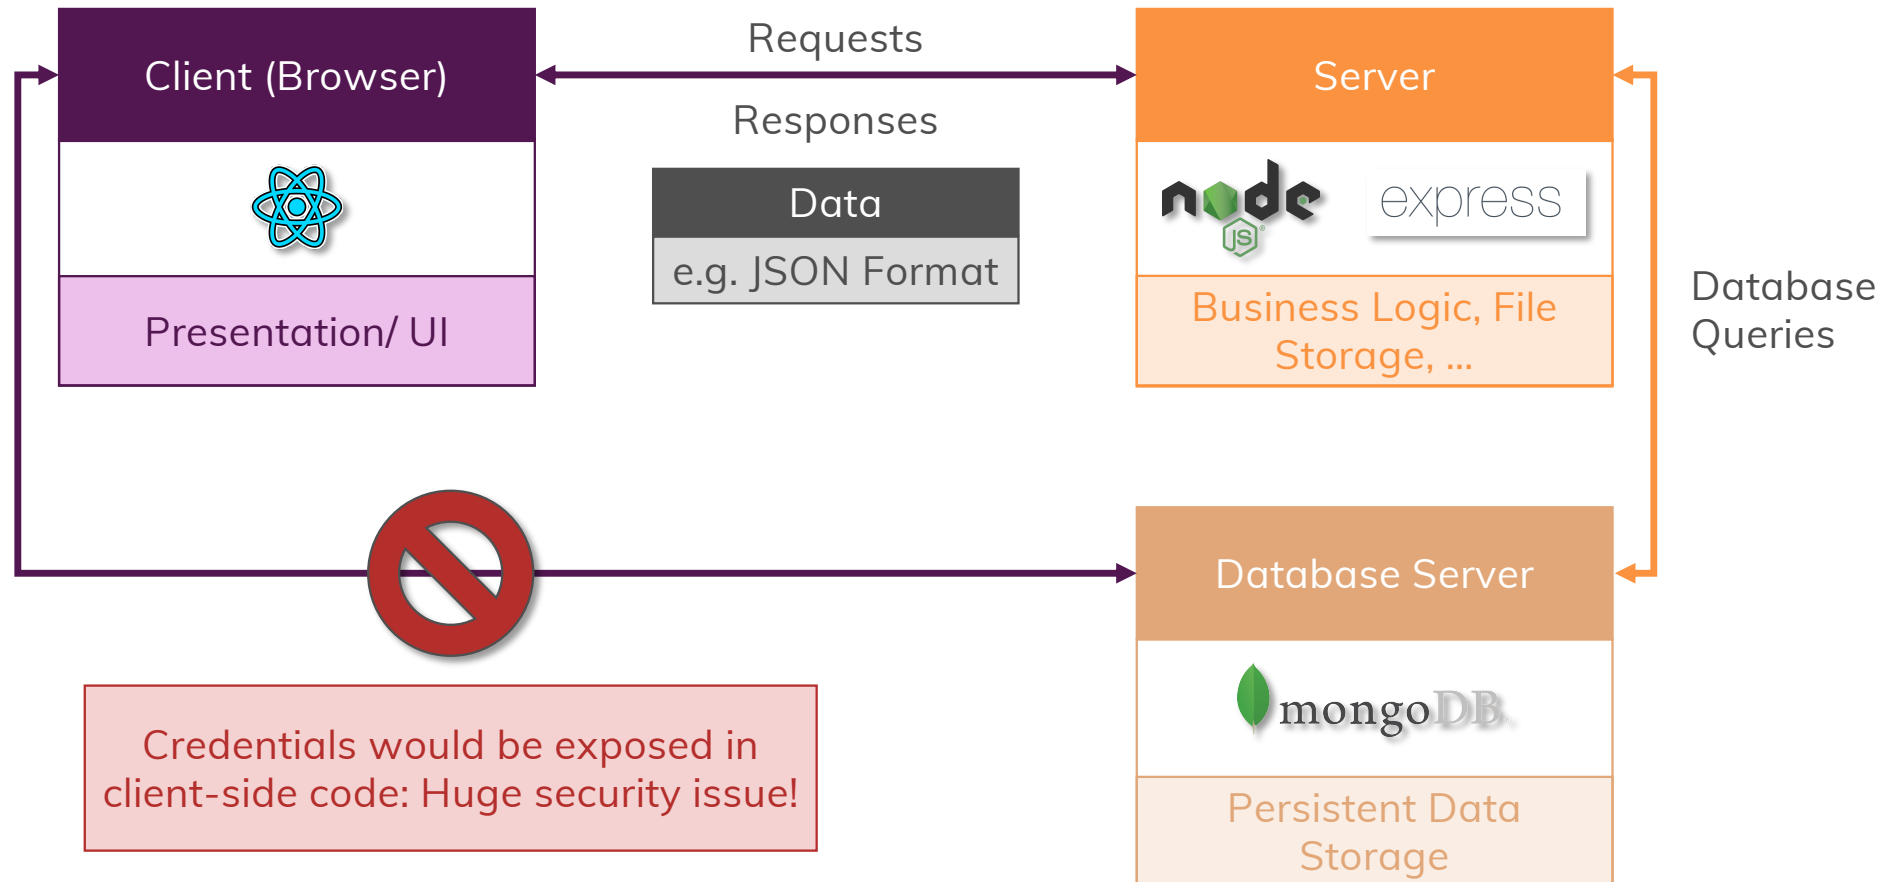 Client (Browser)
Requests
Responses
Server
Data
e.g. JSON Format
node
JS
express
Presentation/ UI
Business Logic, File
Storage, ...
Database
Queries
Database Server
mongoDB
Credentials would be exposed in
client-side code: Huge security issue!
Persistent Data
Storage